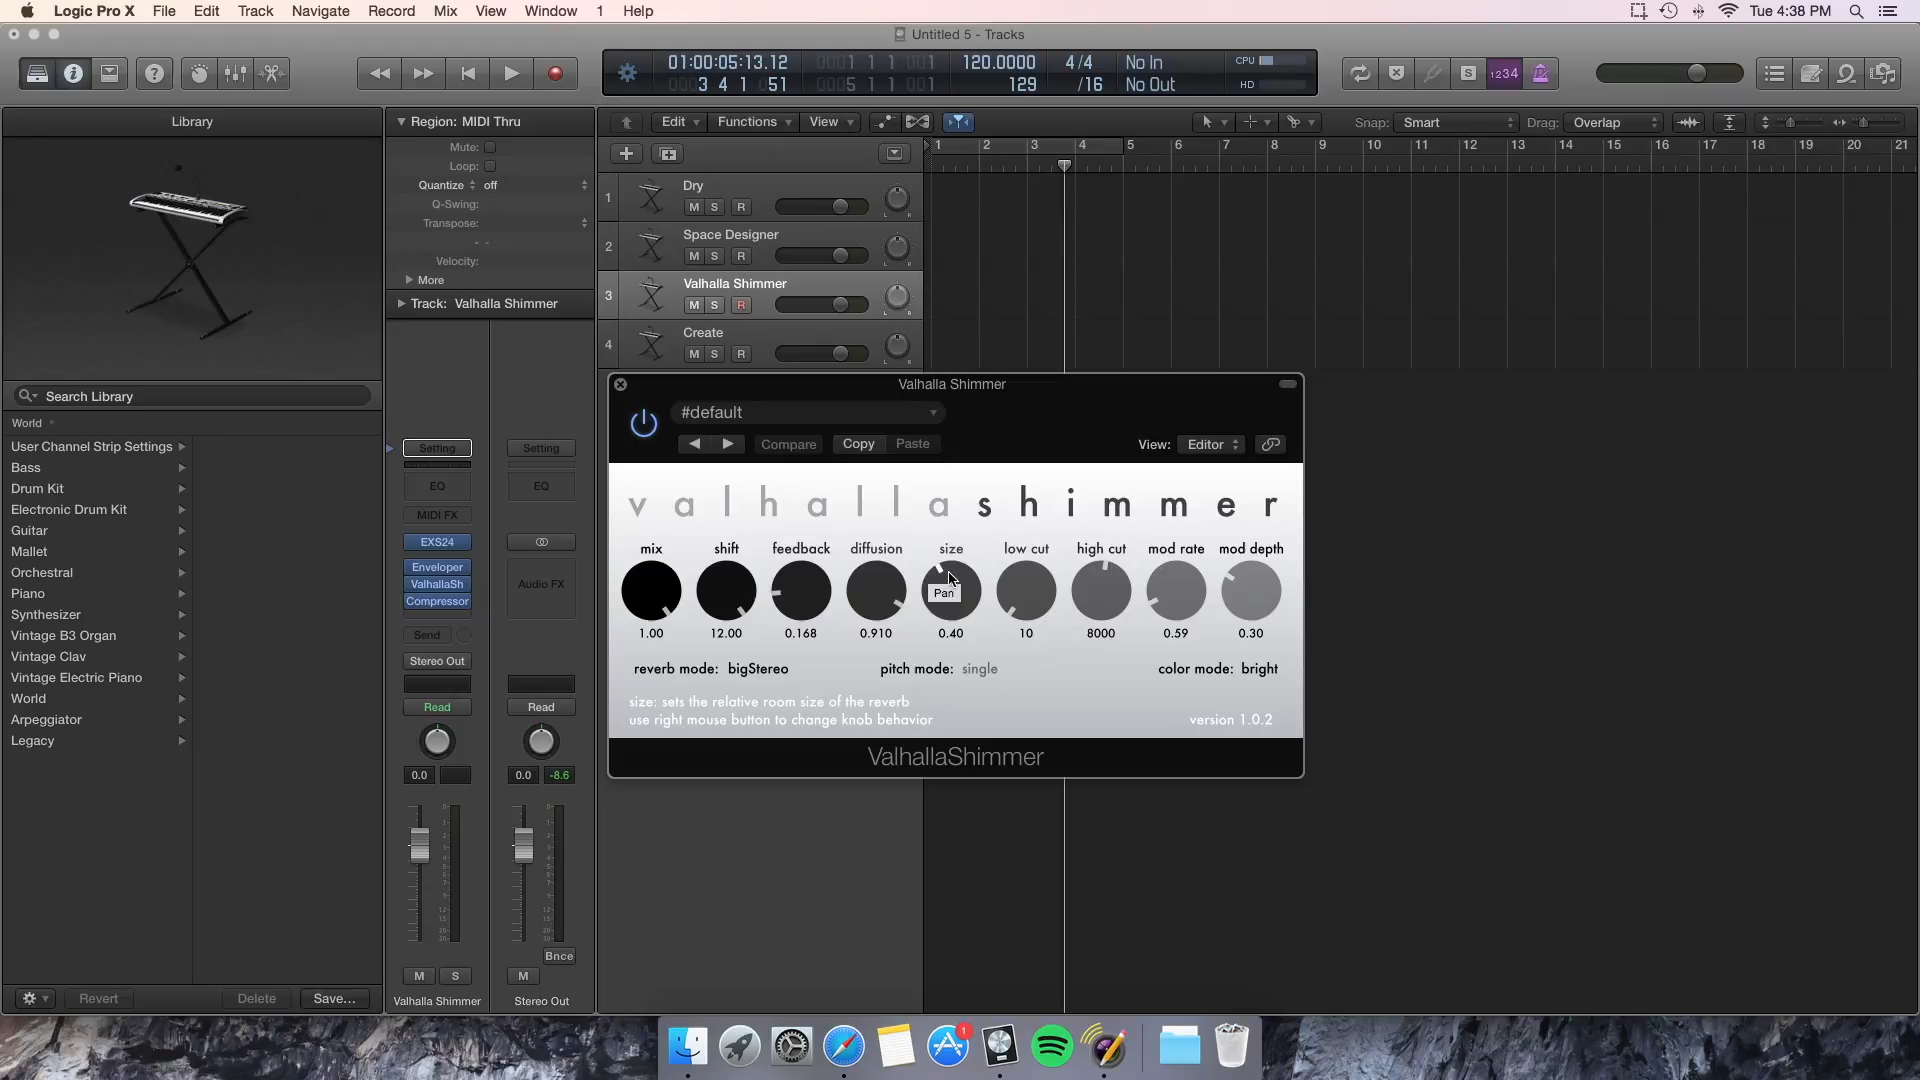 Logic Pro X File Edit Track Navigate Record Mix View Window 1 Help
Tue 4:38 PM
Untitled 5 - Tracks
01:00:05:13.12
3 4 1 51
120.0000
129
4/4
/16
No In
No Out
CPU
HD
1234
Library
Region: MIDI Thru
Mute:
Loop:
Quantize off
Q-Swing:
Transpose:
Velocity:
More
Track: Valhalla Shimmer
Edit Functions View
Snap: Smart
Drag: Overlap
1 2 3 4 5 6 7 8 9 10 11 12 13 14 15 16 17 18 19 20 21
1 Dry
M S R
2 Space Designer
M S R
3 Valhalla Shimmer
M S R
4 Create
M S R
Search Library
World
User Channel Strip Settings
Bass
Drum Kit
Electronic Drum Kit
Guitar
Mallet
Orchestral
Piano
Synthesizer
Vintage B3 Organ
Vintage Clav
Vintage Electric Piano
World
Arpeggiator
Legacy
Revert Delete Save...
Setting Setting
EQ EQ
MIDI FX
EXS24
Enveloper
ValhallaSh
Compressor
Audio FX
Send
Stereo Out
Read Read
0.0 0.0 -8.6
Bnce
M S M
Valhalla Shimmer Stereo Out
Valhalla Shimmer
#default
Compare Copy Paste
View: Editor
valhallashimmer
mix shift feedback diffusion size low cut high cut mod rate mod depth
Pan
1.00 12.00 0.168 0.910 0.40 10 8000 0.59 0.30
reverb mode: bigStereo pitch mode: single color mode: bright
size: sets the relative room size of the reverb
use right mouse button to change knob behavior
version 1.0.2
ValhallaShimmer
1